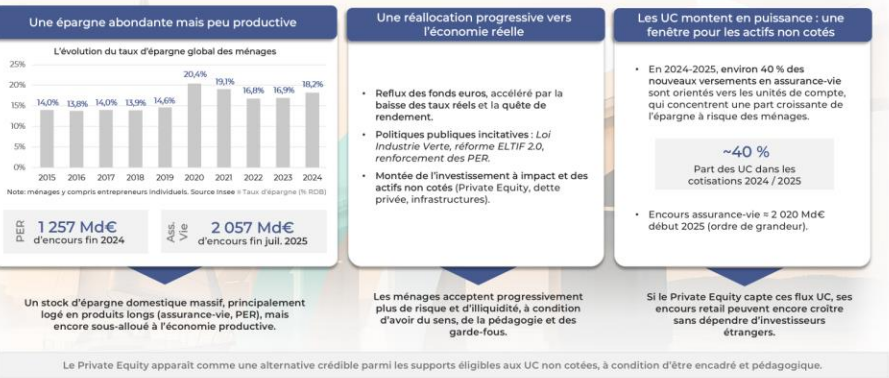 Une épargne abondante mais peu productive
L'évolution du taux d'épargne global des ménages
25%
20%
15%
10%
5%
0%
14,0%
13,8%
14,0%
13,9%
14,6%
20,4%
19,1%
16,8%
16,9%
18,2%
2015 2016 2017 2018 2019 2020 2021 2022 2023 2024
Note: ménages y compris entrepreneurs individuels. Source Insee = Taux d'épargne (% RDB)
PER
1 257 Md€
d'encours fin 2024
Ass. Vie
2 057 Md€
d'encours fin juil. 2025
Un stock d'épargne domestique massif, principalement
logé en produits longs (assurance-vie, PER), mais
encore sous-alloué à l'économie productive.
Une réallocation progressive vers
l'économie réelle
• Reflux des fonds euros, accéléré par la
baisse des taux réels et la quête de
rendement.
• Politiques publiques incitatives : Loi
Industrie Verte, réforme ELTIF 2.0,
renforcement des PER.
• Montée de l'investissement à impact et des
actifs non cotés (Private Equity, dette
privée, infrastructures).
Les ménages acceptent progressivement
plus de risque et d'illiquidité, à condition
d'avoir du sens, de la pédagogie et des
garde-fous.
Les UC montent en puissance : une
fenêtre pour les actifs non cotés
• En 2024-2025, environ 40 % des
nouveaux versements en assurance-vie
sont orientés vers les unités de compte,
qui concentrent une part croissante de
l'épargne à risque des ménages.
~40 %
Part des UC dans les
cotisations 2024 / 2025
• Encours assurance-vie ≈ 2 020 Md€
début 2025 (ordre de grandeur).
Si le Private Equity capte ces flux UC, ses
encours retail peuvent encore croître
sans dépendre d'investisseurs
étrangers.
Le Private Equity apparaît comme une alternative crédible parmi les supports éligibles aux UC non cotées, à condition d'être encadré et pédagogique.